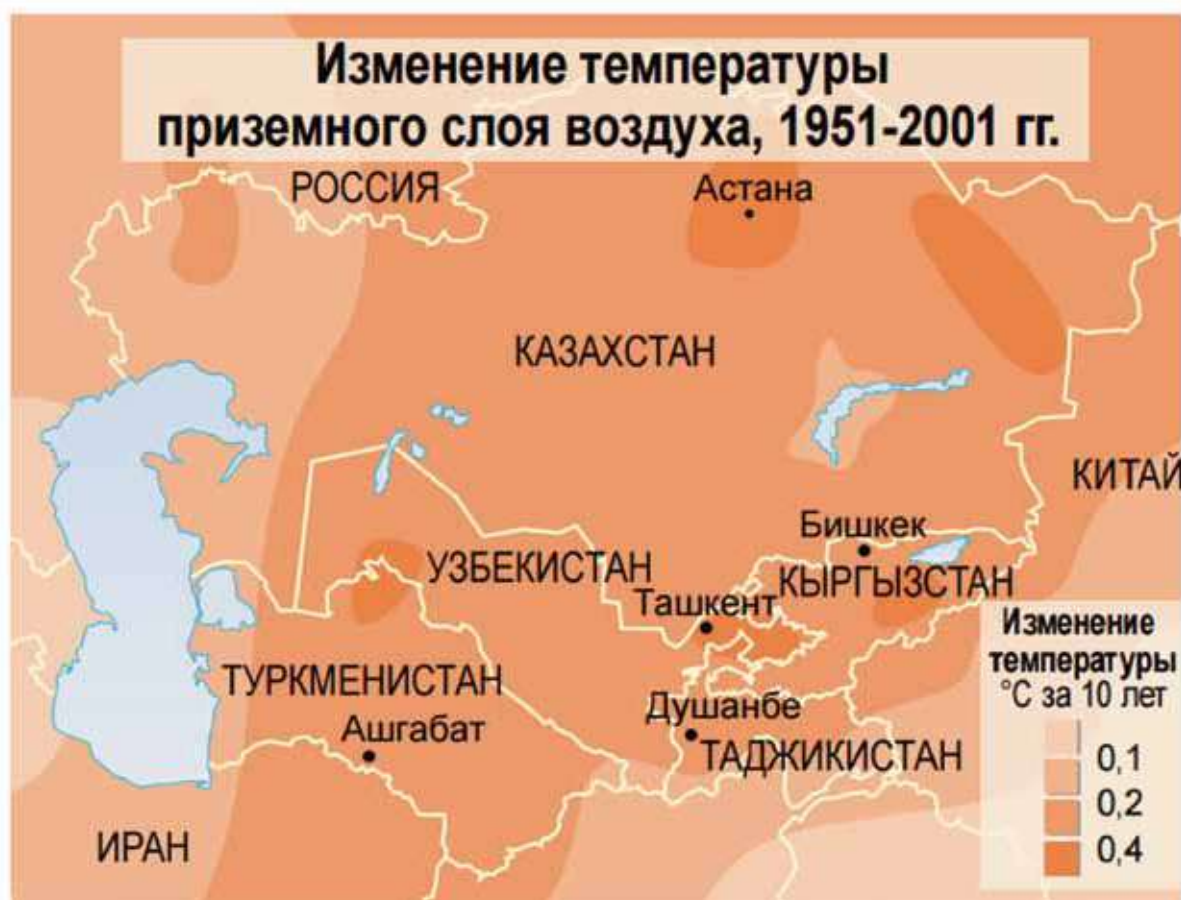 Изменение температуры
приземного слоя воздуха, 1951-2001 гг.
РОССИЯ
Астана
КАЗАХСТАН
КИТАЙ
Бишкек
УЗБЕКИСТАН
КЫРГЫЗСТАН
Ташкент
ТУРКМЕНИСТАН
Душанбе
Ашгабат
ТАДЖИКИСТАН
ИРАН
Изменение
температуры
°С за 10 лет
0,1
0,2
0,4